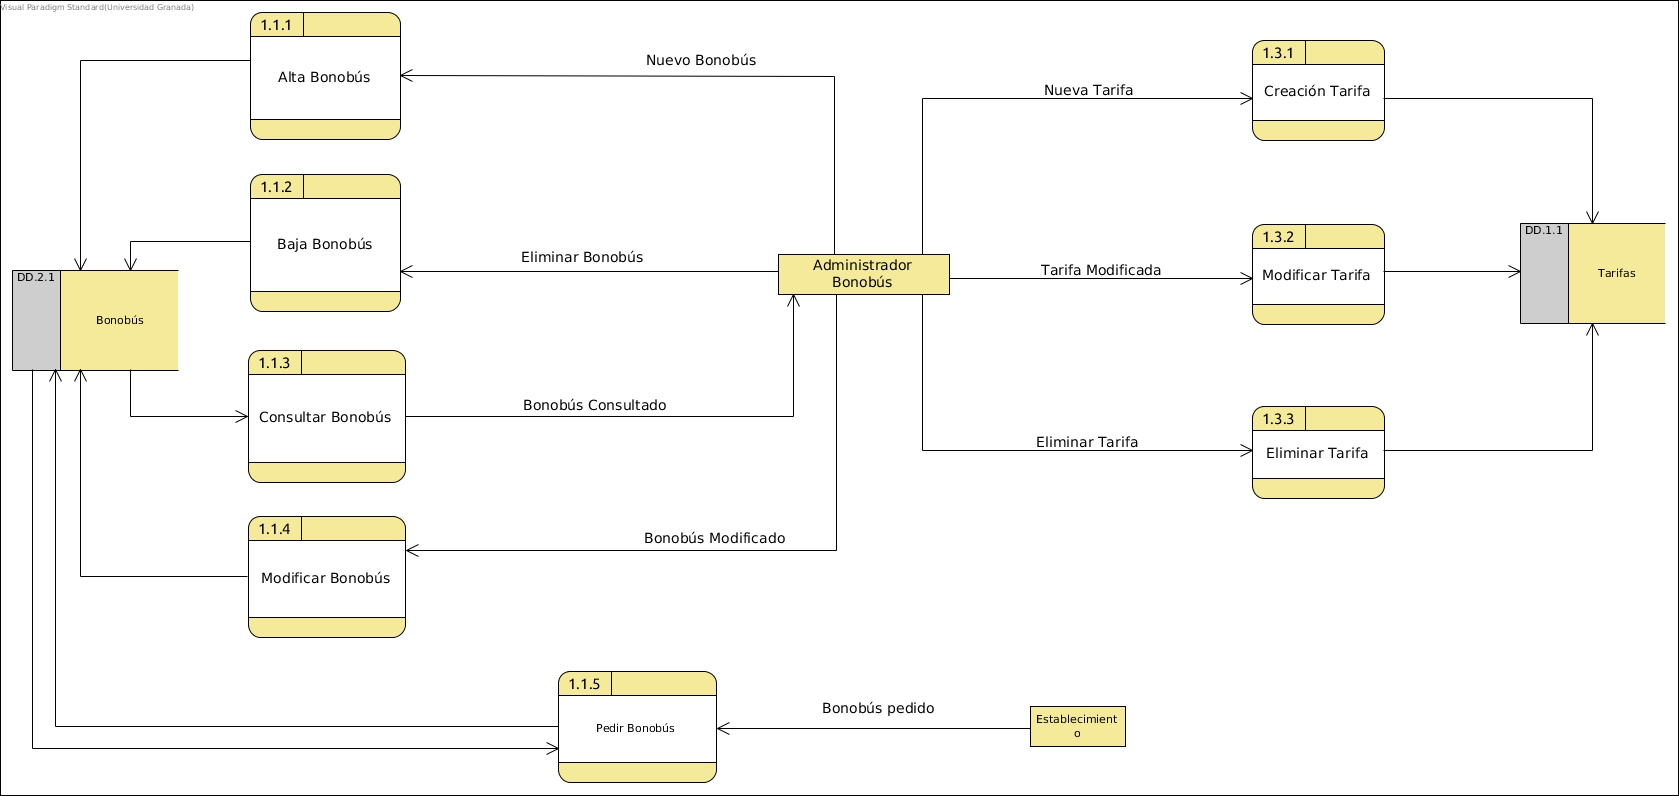 Visual Paradigm Standard(Universidad Granada)
1.1.1
Alta Bonobús
Nuevo Bonobús
1.3.1
Creación Tarifa
Nueva Tarifa
1.1.2
Baja Bonobús
Eliminar Bonobús
Administrador
Bonobús
Tarifa Modificada
1.3.2
Modificar Tarifa
DD.1.1
Tarifas
DD.2.1
Bonobús
1.1.3
Consultar Bonobús
Bonobús Consultado
Eliminar Tarifa
1.3.3
Eliminar Tarifa
1.1.4
Modificar Bonobús
Bonobús Modificado
1.1.5
Pedir Bonobús
Bonobús pedido
Establecimient
o